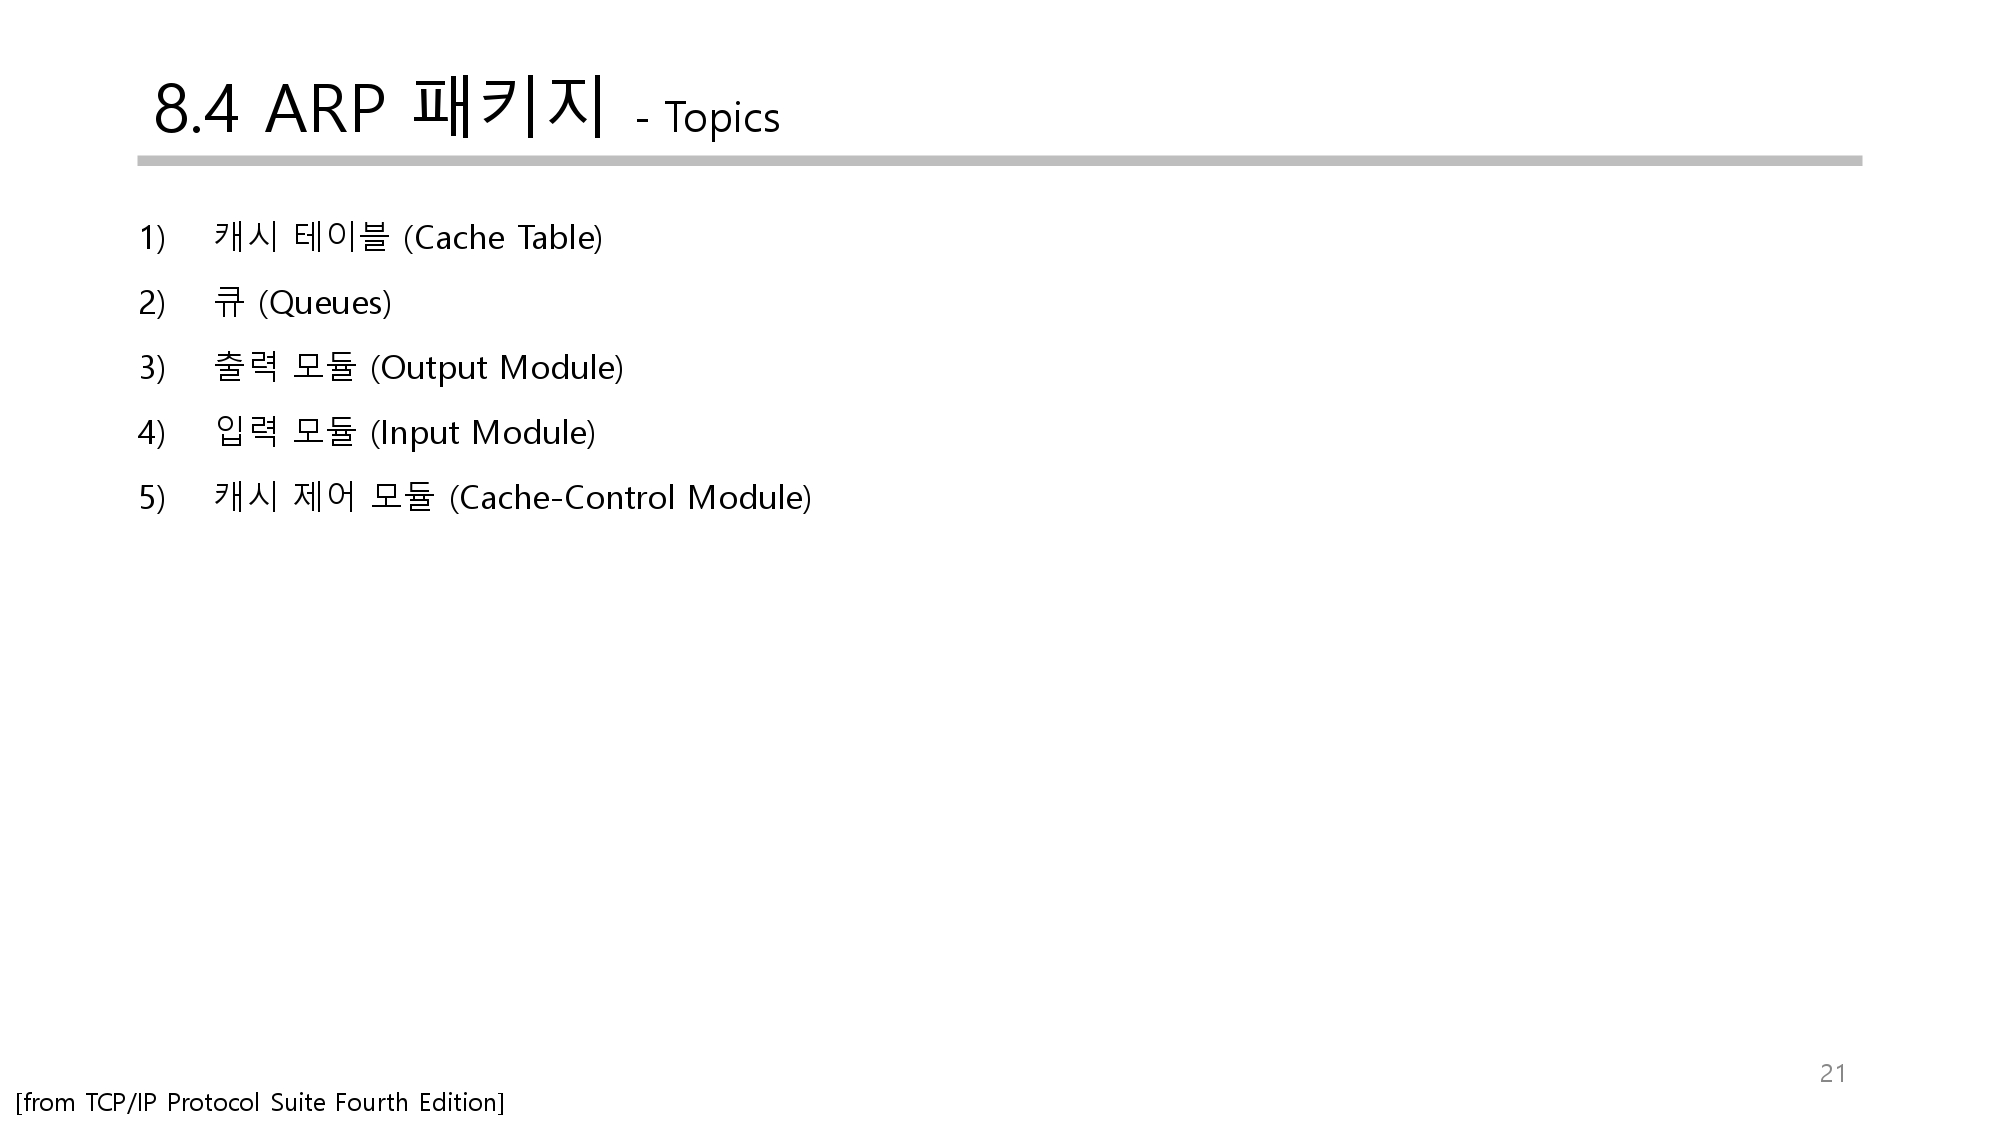 8.4 ARP 패키지 - Topics
1) 캐시 테이블 (Cache Table)
2) 큐 (Queues)
3) 출력 모듈 (Output Module)
4) 입력 모듈 (Input Module)
5) 캐시 제어 모듈 (Cache-Control Module)
21
[from TCP/IP Protocol Suite Fourth Edition]